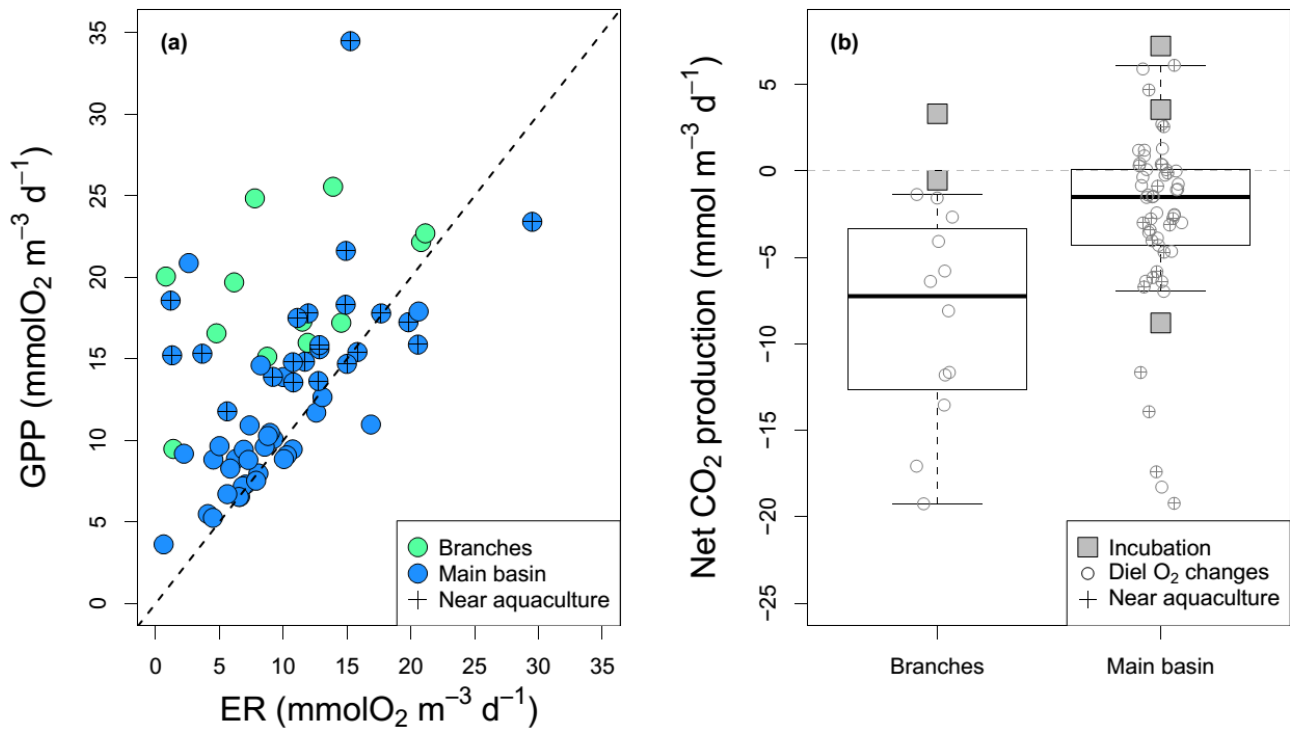 (a)
GPP (mmolO₂ m⁻³ d⁻¹)
35
30
25
20
15
10
5
0
Branches
Main basin
Near aquaculture
0 5 10 15 20 25 30 35
ER (mmolO₂ m⁻³ d⁻¹)
(b)
Net CO₂ production (mmol m⁻³ d⁻¹)
5
0
−5
−10
−15
−20
−25
Incubation
Diel O₂ changes
Near aquaculture
Branches Main basin